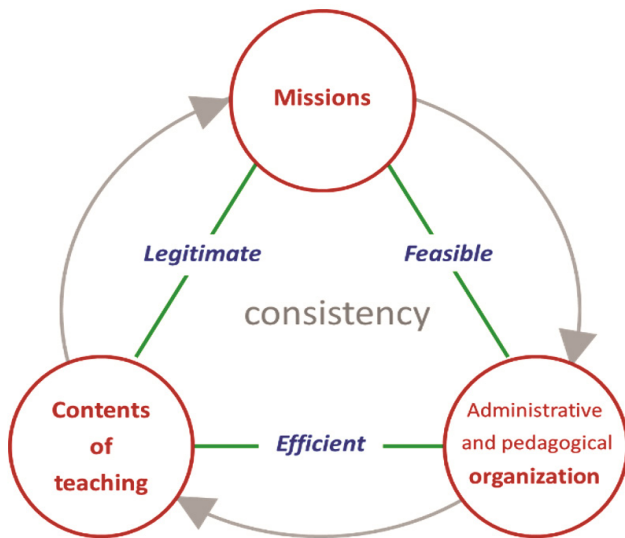 Missions
Legitimate
Feasible
consistency
Contents
of
teaching
Efficient
Administrative
and pedagogical
organization